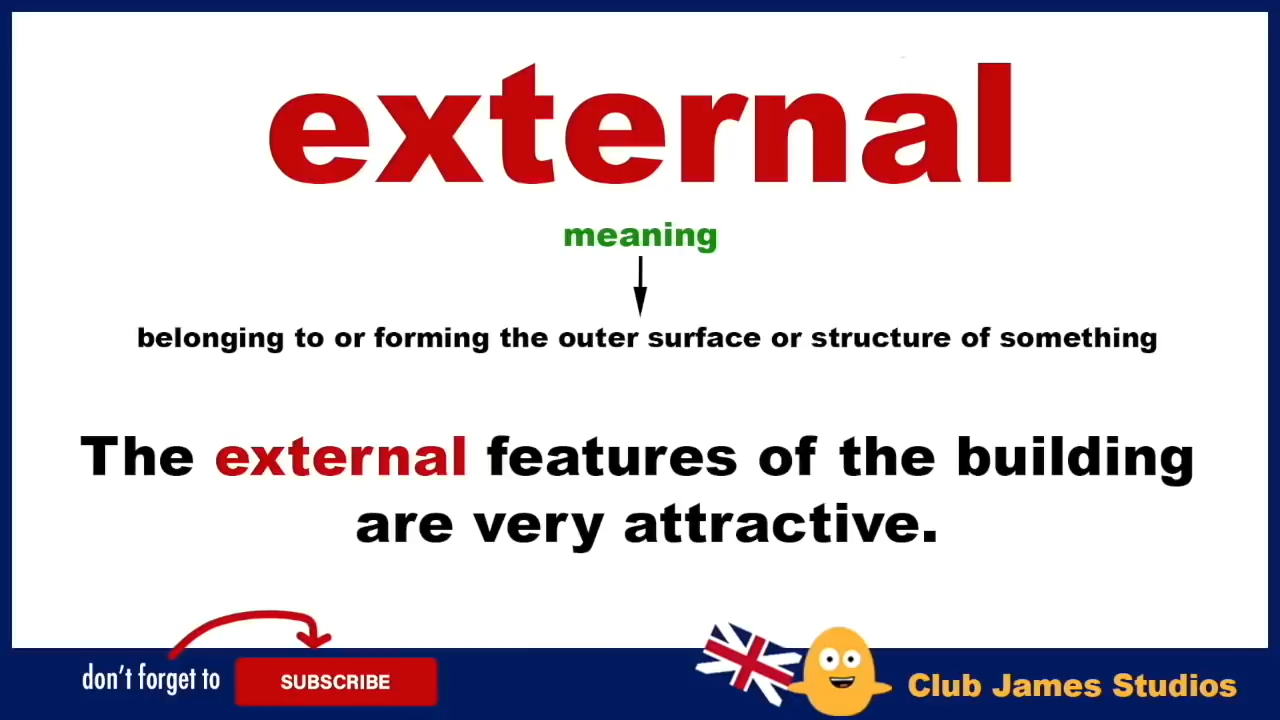 external
meaning
belonging to or forming the outer surface or structure of something
The external features of the building
are very attractive.
don't forget to
SUBSCRIBE
Club James Studios